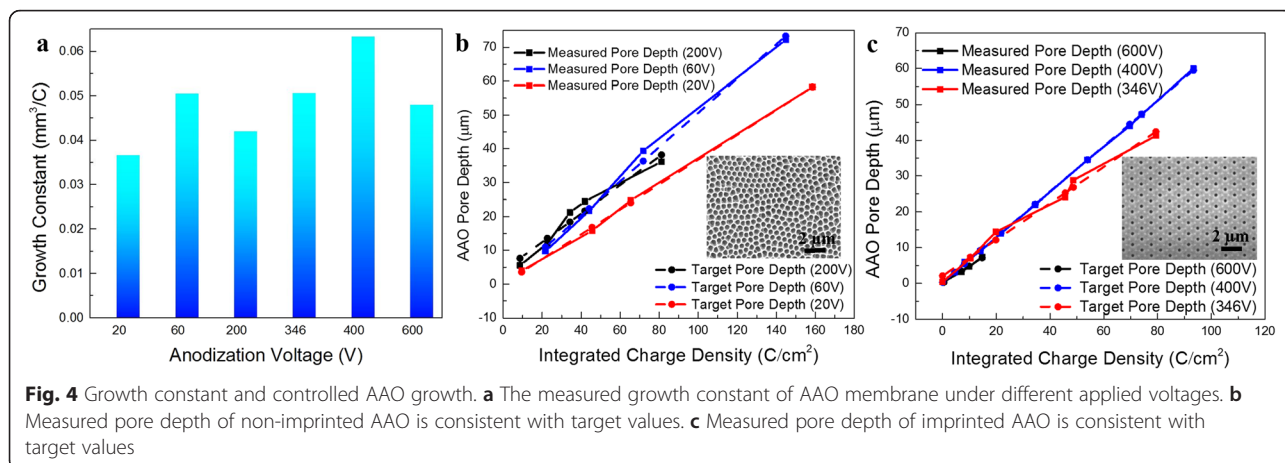 a
Growth Constant (mm³/C)
0.06
0.05
0.04
0.03
0.02
0.01
0.00
20 60 200 346 400 600
Anodization Voltage (V)
b
AAO Pore Depth (μm)
70
60
50
40
30
20
10
0
-10
Measured Pore Depth (200V)
Measured Pore Depth (60V)
Measured Pore Depth (20V)
2 μm
Target Pore Depth (200V)
Target Pore Depth (60V)
Target Pore Depth (20V)
0 20 40 60 80 100 120 140 160 180
Integrated Charge Density (C/cm²)
c
AAO Pore Depth (μm)
70
60
50
40
30
20
10
0
-10
Measured Pore Depth (600V)
Measured Pore Depth (400V)
Measured Pore Depth (346V)
2 μm
Target Pore Depth (600V)
Target Pore Depth (400V)
Target Pore Depth (346V)
0 20 40 60 80 100 120
Integrated Charge Density (C/cm²)
Fig. 4 Growth constant and controlled AAO growth. a The measured growth constant of AAO membrane under different applied voltages. b
Measured pore depth of non-imprinted AAO is consistent with target values. c Measured pore depth of imprinted AAO is consistent with
target values